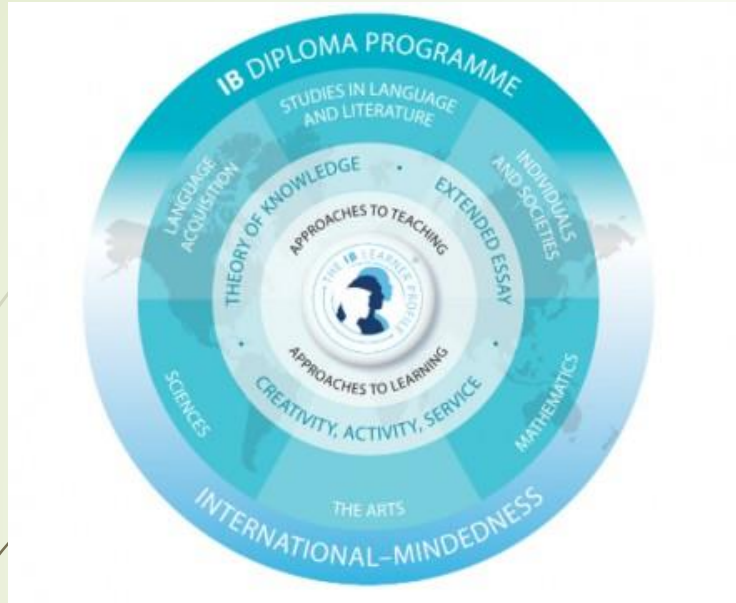 IB DIPLOMA PROGRAMME
STUDIES IN LANGUAGE
AND LITERATURE
LANGUAGE
ACQUISITION
INDIVIDUALS
AND SOCIETIES
THEORY OF KNOWLEDGE
EXTENDED ESSAY
APPROACHES TO TEACHING
THE IB LEARNER PROFILE
APPROACHES TO LEARNING
CREATIVITY, ACTIVITY, SERVICE
SCIENCES
MATHEMATICS
THE ARTS
INTERNATIONAL–MINDEDNESS